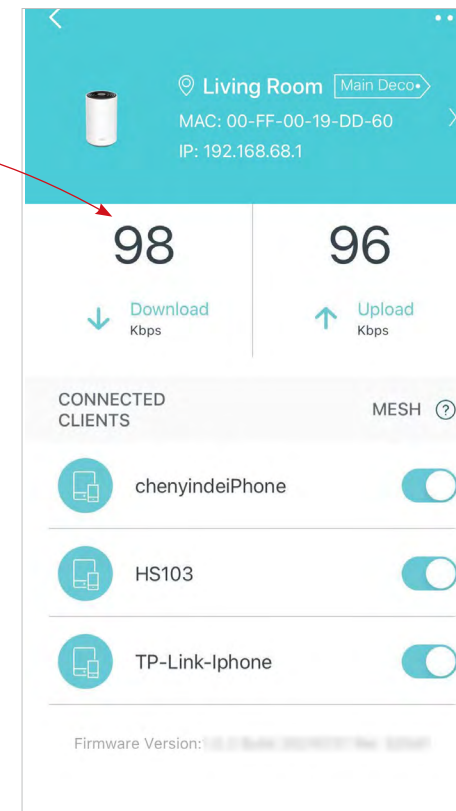 Living Room Main Deco
MAC: 00-FF-00-19-DD-60
IP: 192.168.68.1
98 96
Download Upload
Kbps Kbps
CONNECTED
CLIENTS
MESH ?
chenyindeiPhone
HS103
TP-Link-Iphone
Firmware Version: